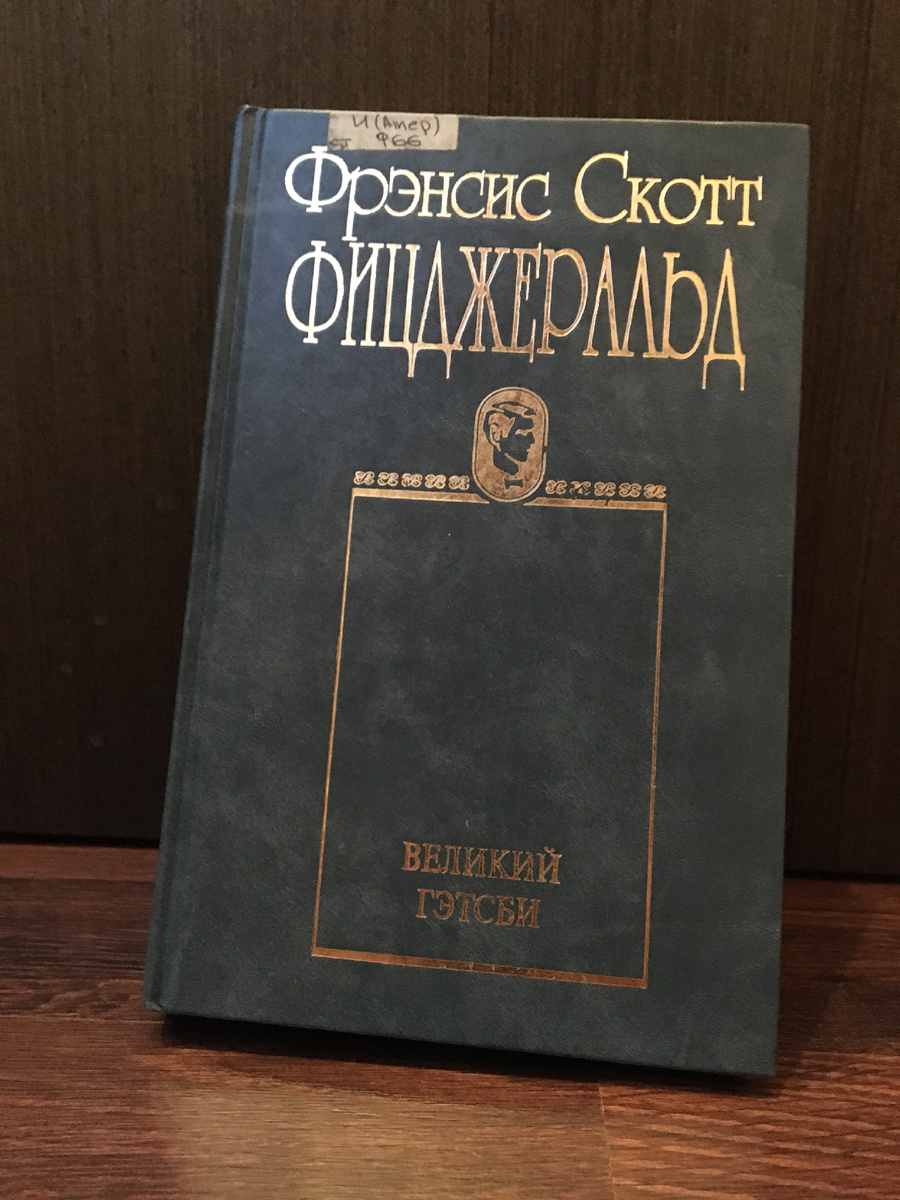 И (Амер)
Ф66
Фрэнсис Скотт
ФИЦДЖЕРАЛЬД
ВЕЛИКИЙ
ГЭТСБИ